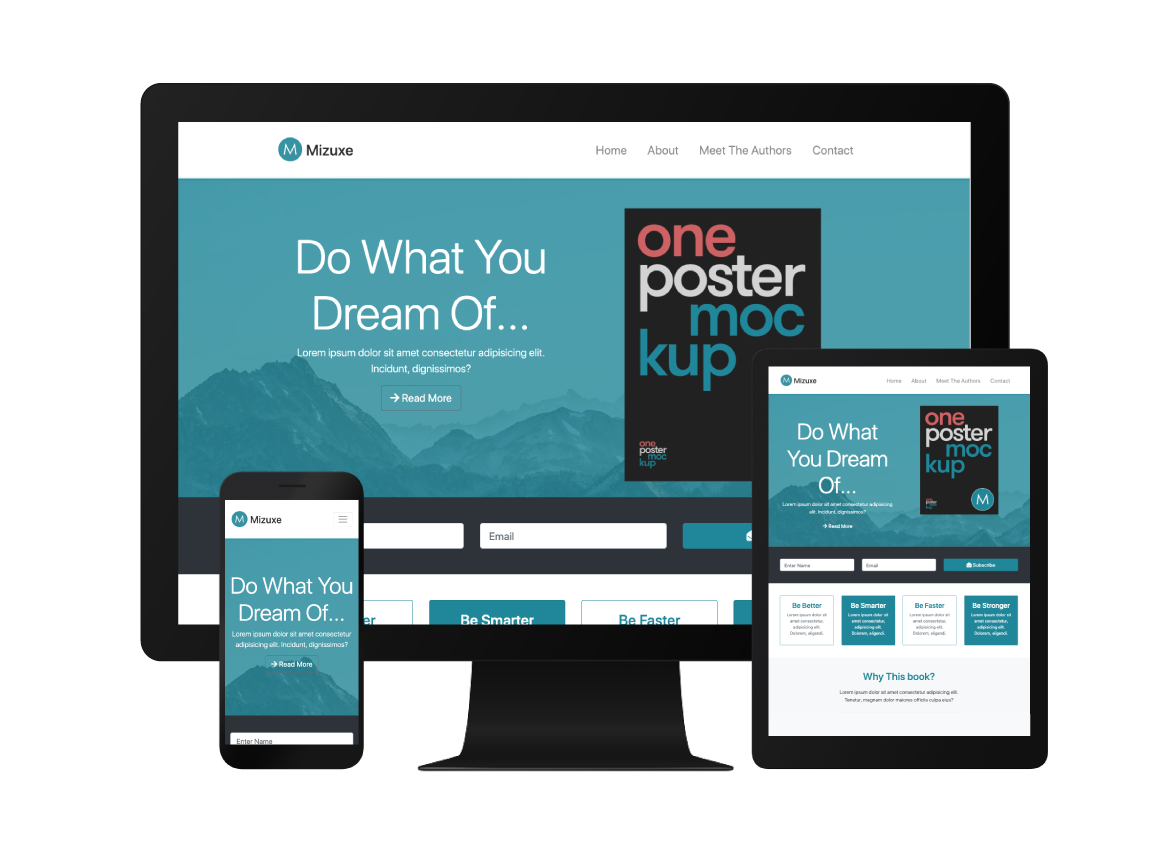 M Mizuxe
Home About Meet The Authors Contact
Do What You
Dream Of...
Lorem ipsum dolor sit amet consectetur adipisicing elit.
Incidunt, dignissimos?
Read More
one
poster
moc
kup
one
poster
moc
kup
Email
er
Be Smarter
Be Faster
M Mizuxe
Do What You
Dream Of...
Lorem ipsum dolor sit amet consectetur
adipisicing elit. Incidunt, dignissimos?
Read More
Enter Name
M Mizuxe
Home About Meet The Authors Contact
Do What
You Dream
Of...
Lorem ipsum dolor sit amet consectetur adipisicing
elit. Incidunt, dignissimos?
Read More
one
poster
moc
kup
M
Enter Name
Email
Subscribe
Be Better
Lorem ipsum dolor sit
amet consectetur,
adipisicing elit.
Dolorem, eligendi.
Be Smarter
Lorem ipsum dolor sit
amet consectetur,
adipisicing elit.
Dolorem, eligendi.
Be Faster
Lorem ipsum dolor sit
amet consectetur,
adipisicing elit.
Dolorem, eligendi.
Be Stronger
Lorem ipsum dolor sit
amet consectetur,
adipisicing elit.
Dolorem, eligendi.
Why This book?
Lorem ipsum dolor sit amet consectetur adipisicing elit.
Tenetur, magnam dolor maiores officiis culpa eius?